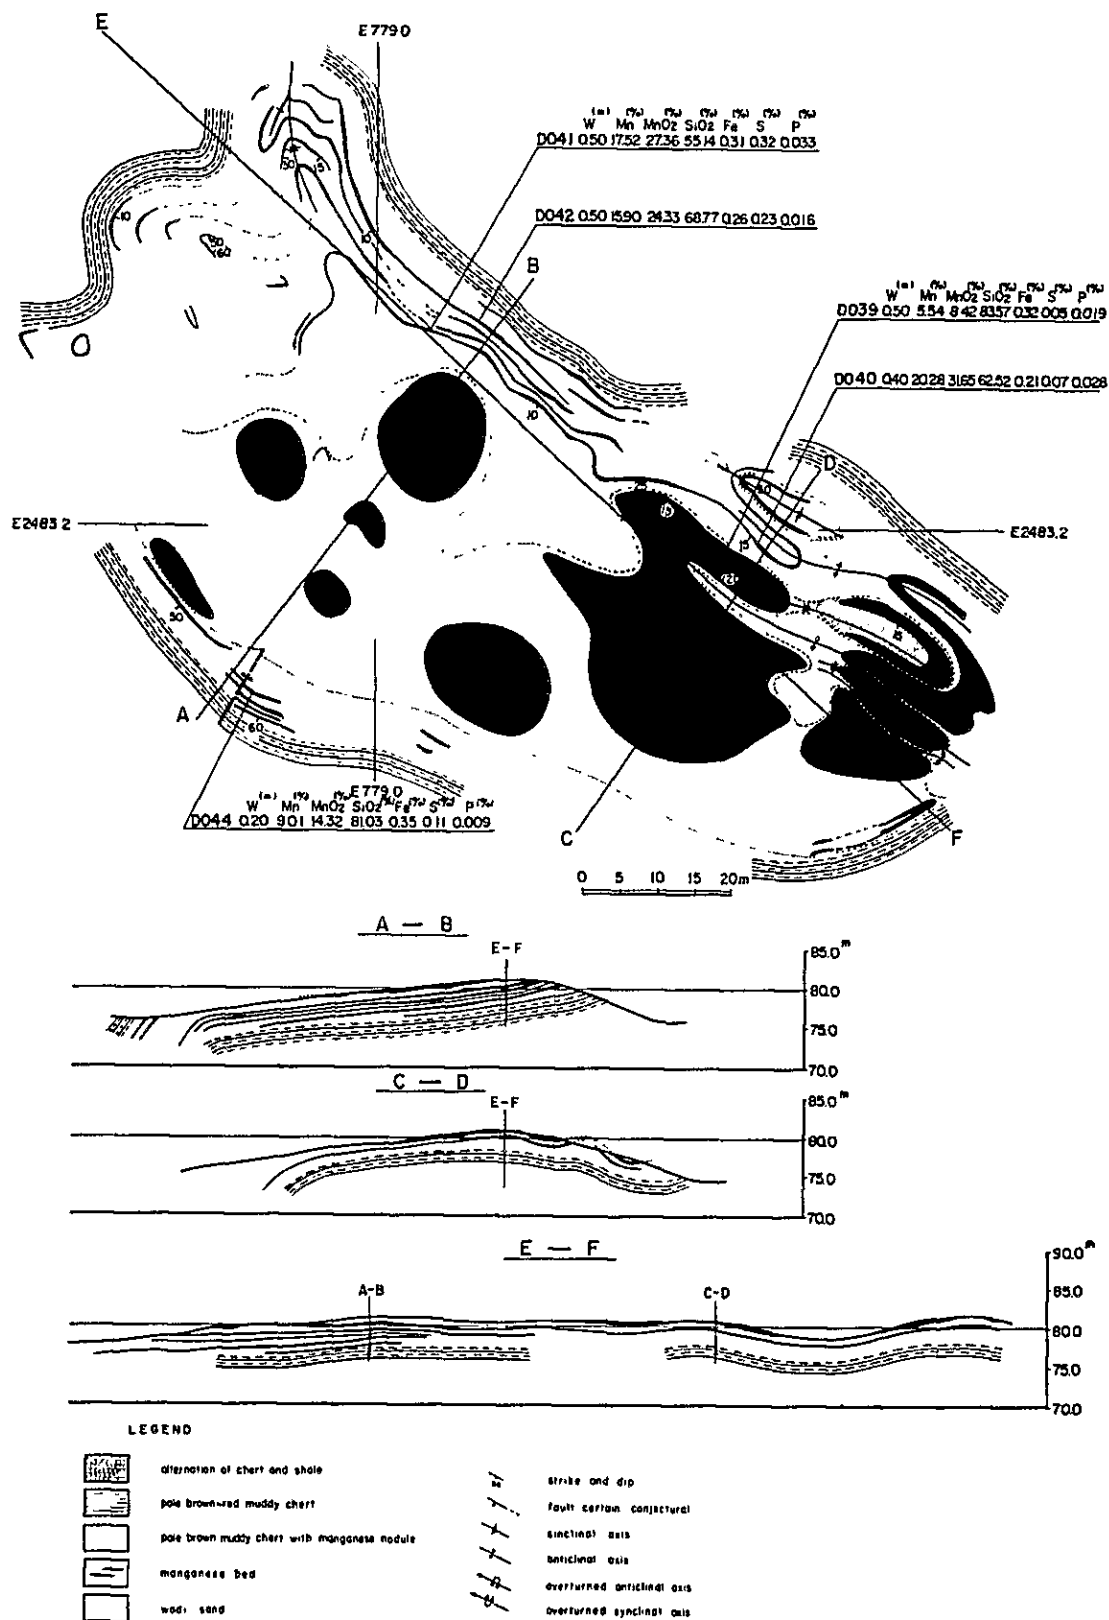 E
E 779.0
(m) (%) (%) (%) (%) (%) (%)
W Mn MnO2 SiO2 Fe S P
D041 0.50 17.52 27.36 55.14 0.31 0.32 0.033
D042 0.50 15.90 24.33 68.77 0.26 0.23 0.016
B
(m) (%) (%) (%) (%) (%) (%)
W Mn MnO2 SiO2 Fe S P
D039 0.50 5.54 8.42 83.57 0.32 0.05 0.019
D040 0.40 20.28 31.65 62.52 0.21 0.07 0.028
D
E2483.2
E2483.2
A
E 779.0
(m) (%) (%) (%) (%) (%) (%)
W Mn MnO2 SiO2 Fe S P
D044 0.20 9.01 14.32 81.03 0.35 0.11 0.009
C
F
0 5 10 15 20m
A — B
E-F
85.0 m
80.0
75.0
70.0
C — D
E-F
85.0 m
80.0
75.0
70.0
E — F
A-B
C-D
90.0 m
85.0
80.0
75.0
70.0
LEGEND
alternation of chert and shale
pale brown-red muddy chert
pale brown muddy chert with manganese nodule
manganese bed
wadi sand
strike and dip
fault certain conjectural
sinclinal axis
anticlinal axis
overturned anticlinal axis
overturned synclinal axis